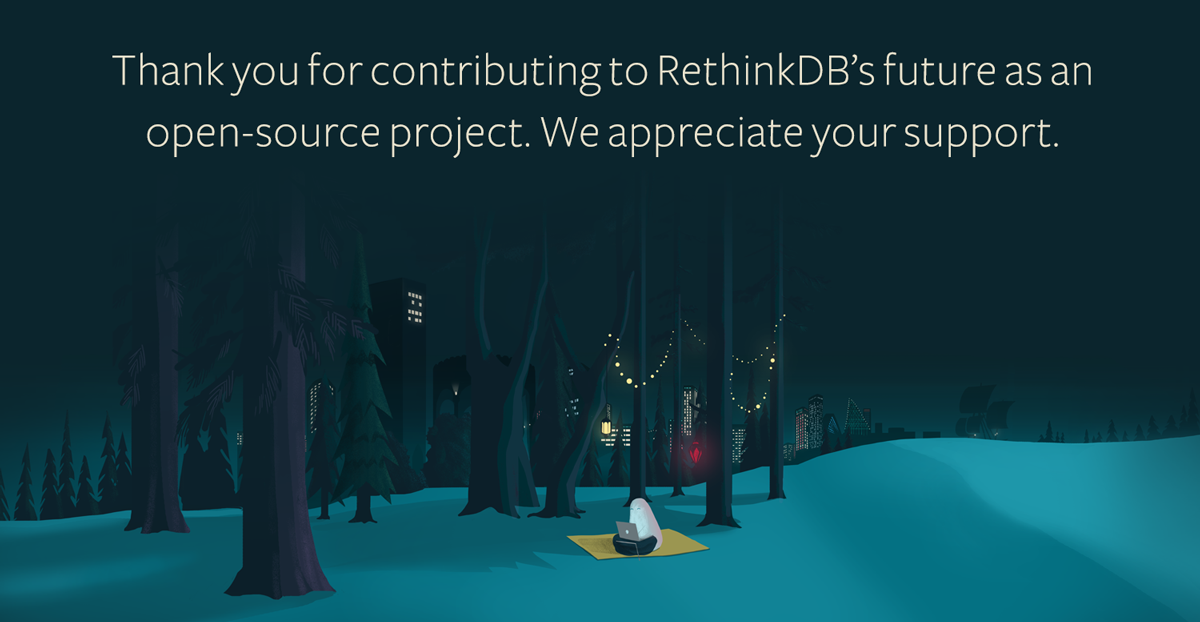 Thank you for contributing to RethinkDB’s future as an
open-source project. We appreciate your support.